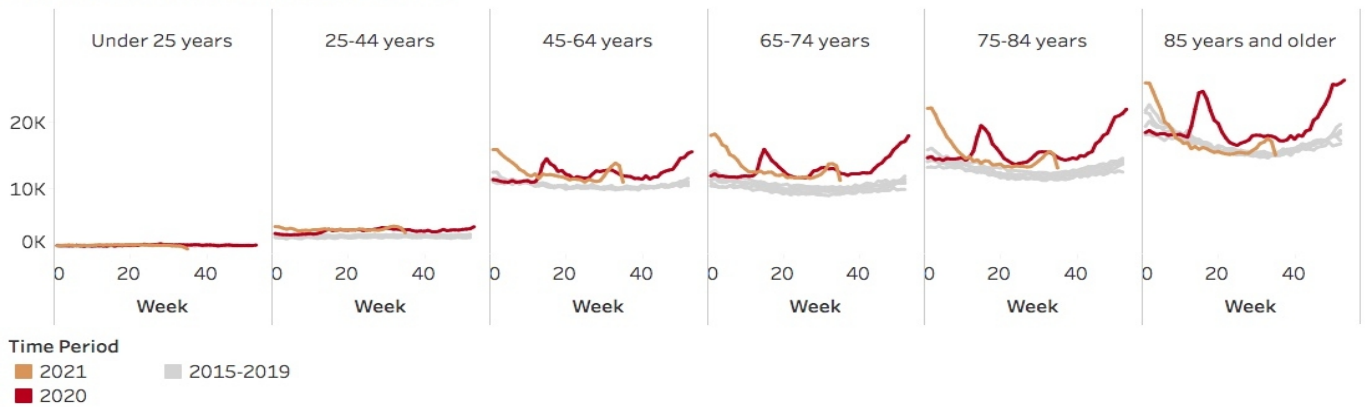 Under 25 years 25-44 years 45-64 years 65-74 years 75-84 years 85 years and older
20K
10K
0K
0 20 40 0 20 40 0 20 40 0 20 40 0 20 40 0 20 40
Week Week Week Week Week Week
Time Period
2021 2015-2019
2020